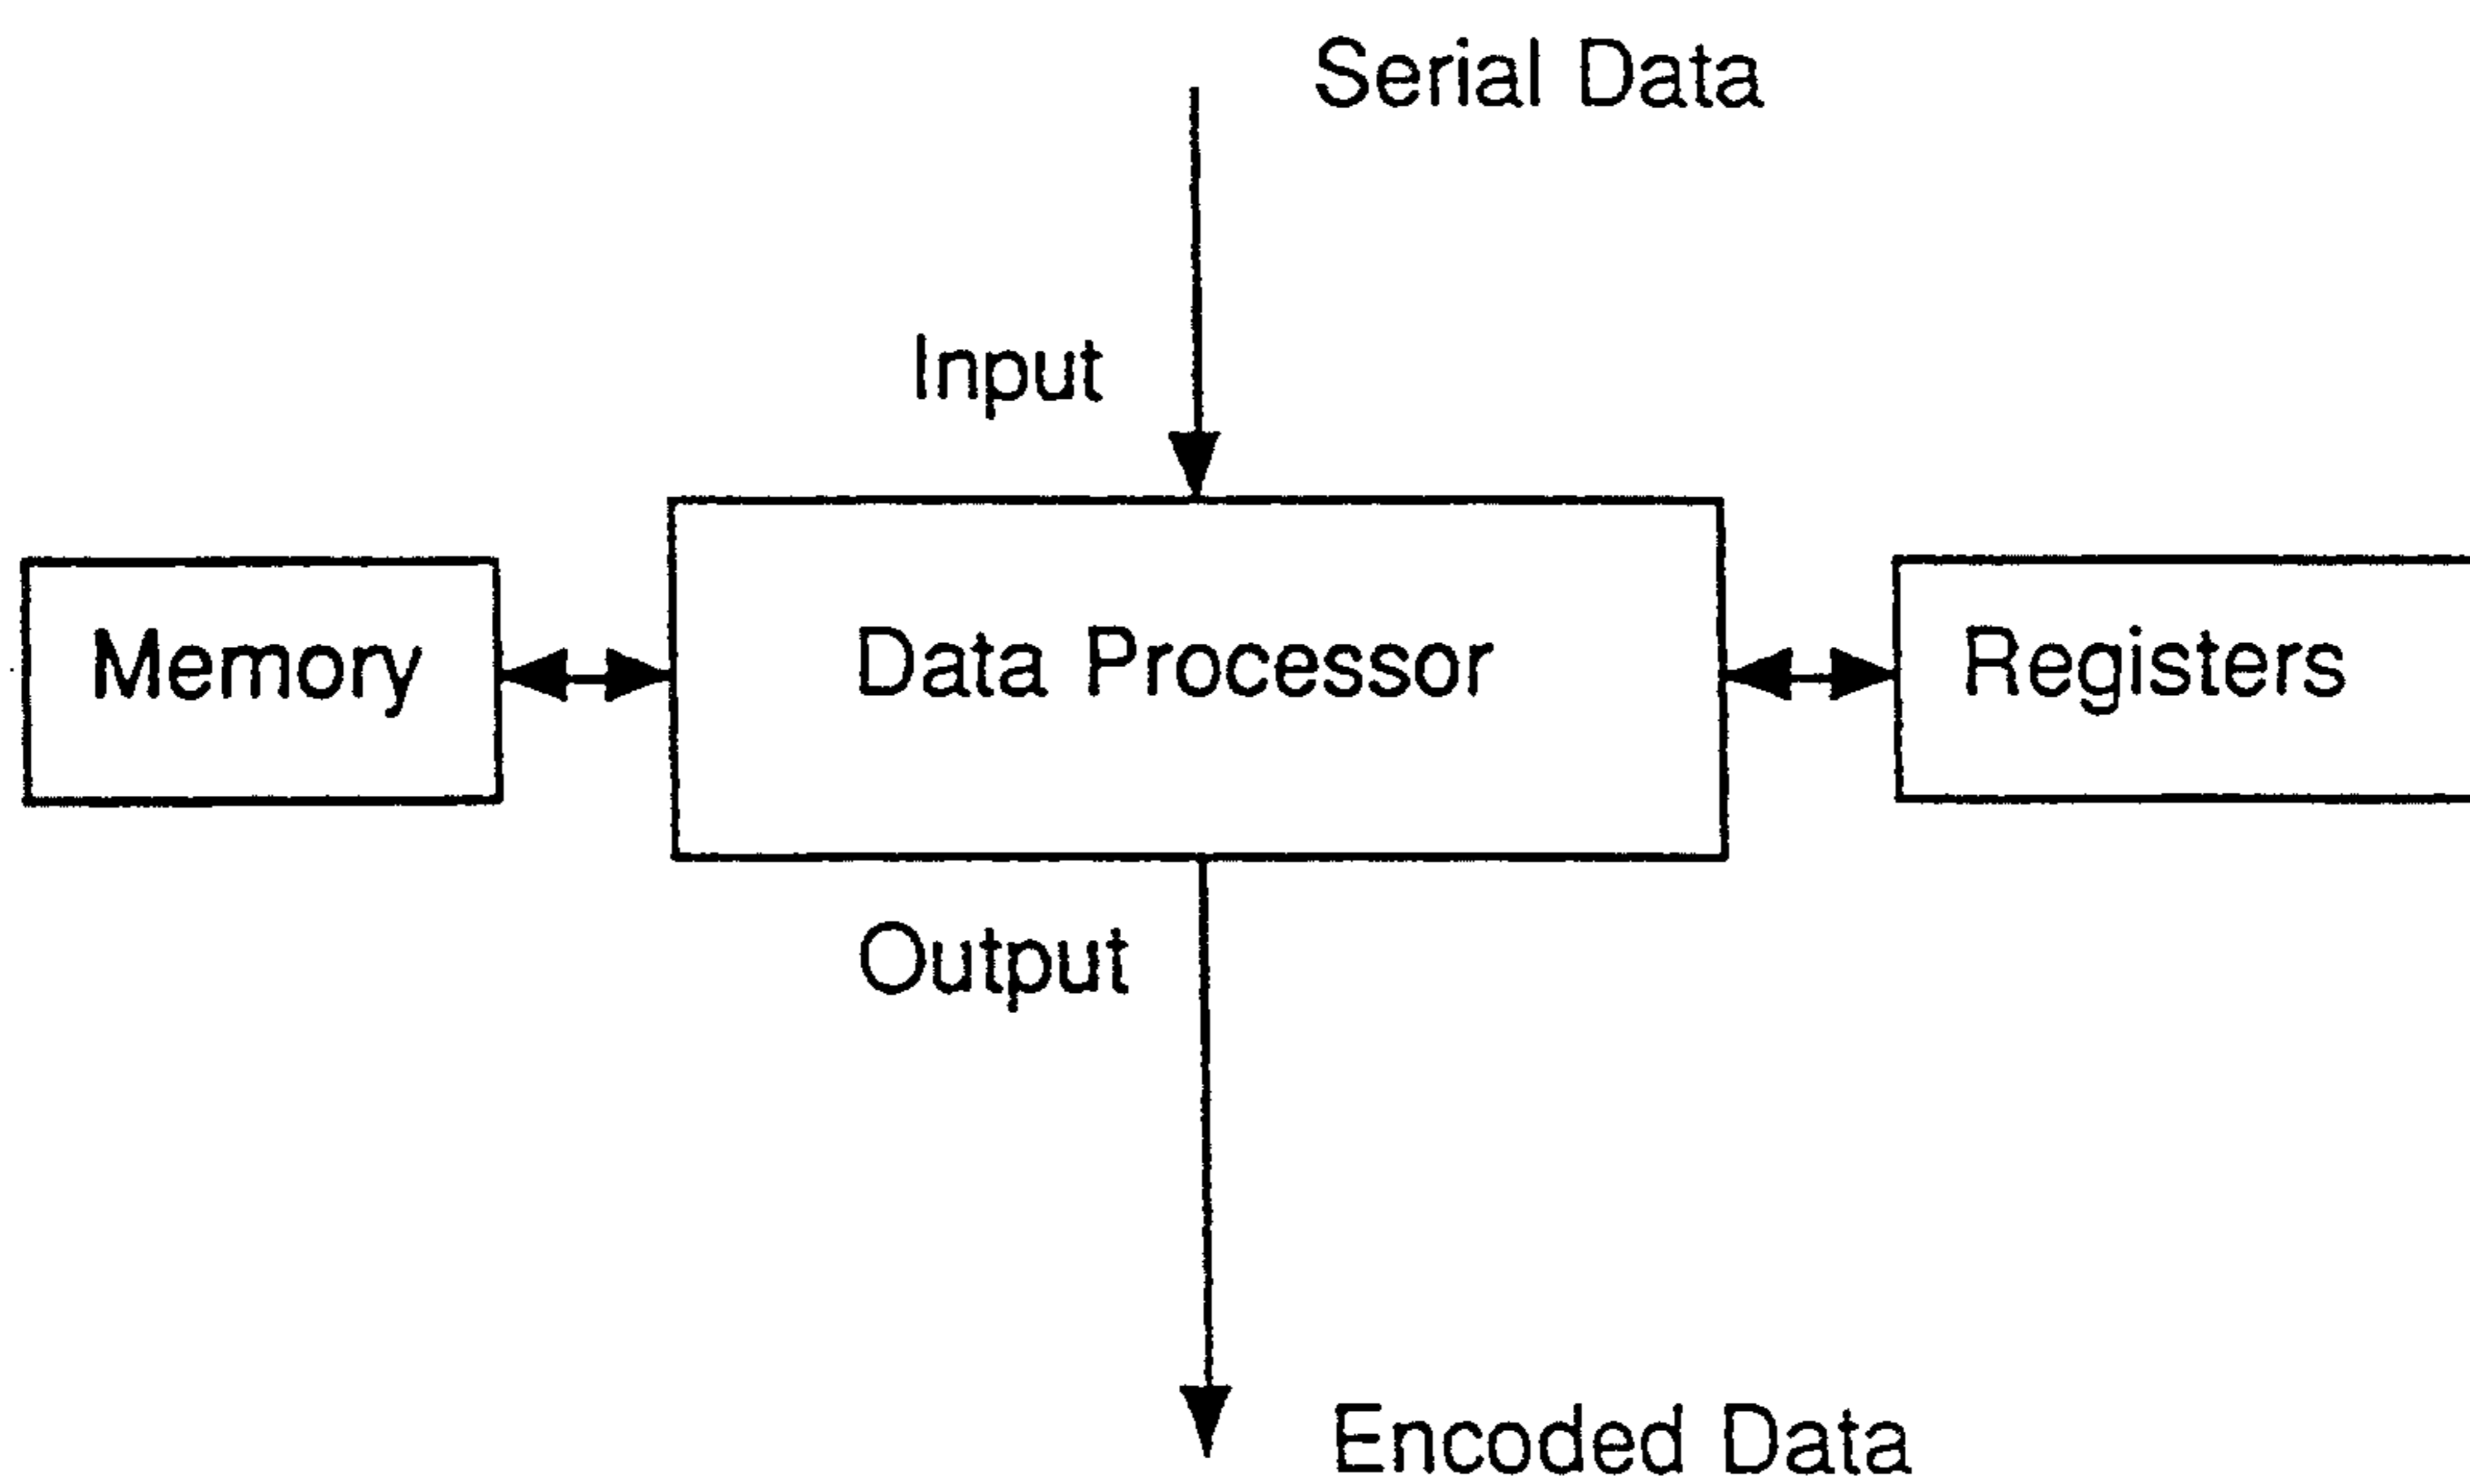 Serial Data
Input
Memory
Data Processor
Registers
Output
Encoded Data